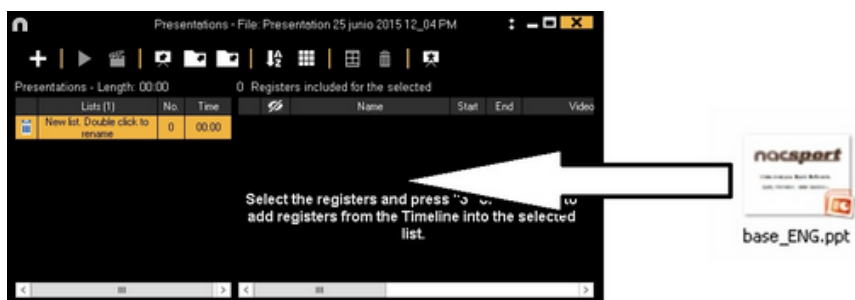 Presentations - File: Presentation 25 junio 2015 12_04 PM
Presentations - Length: 00:00
0 Registers included for the selected
Lists (1) No. Time
Name Start End Video
New list. Double click to
rename
0 00:00
Select the registers and press "3"
to
add registers from the Timeline into the selected
list.
nacsport
base_ENG.ppt